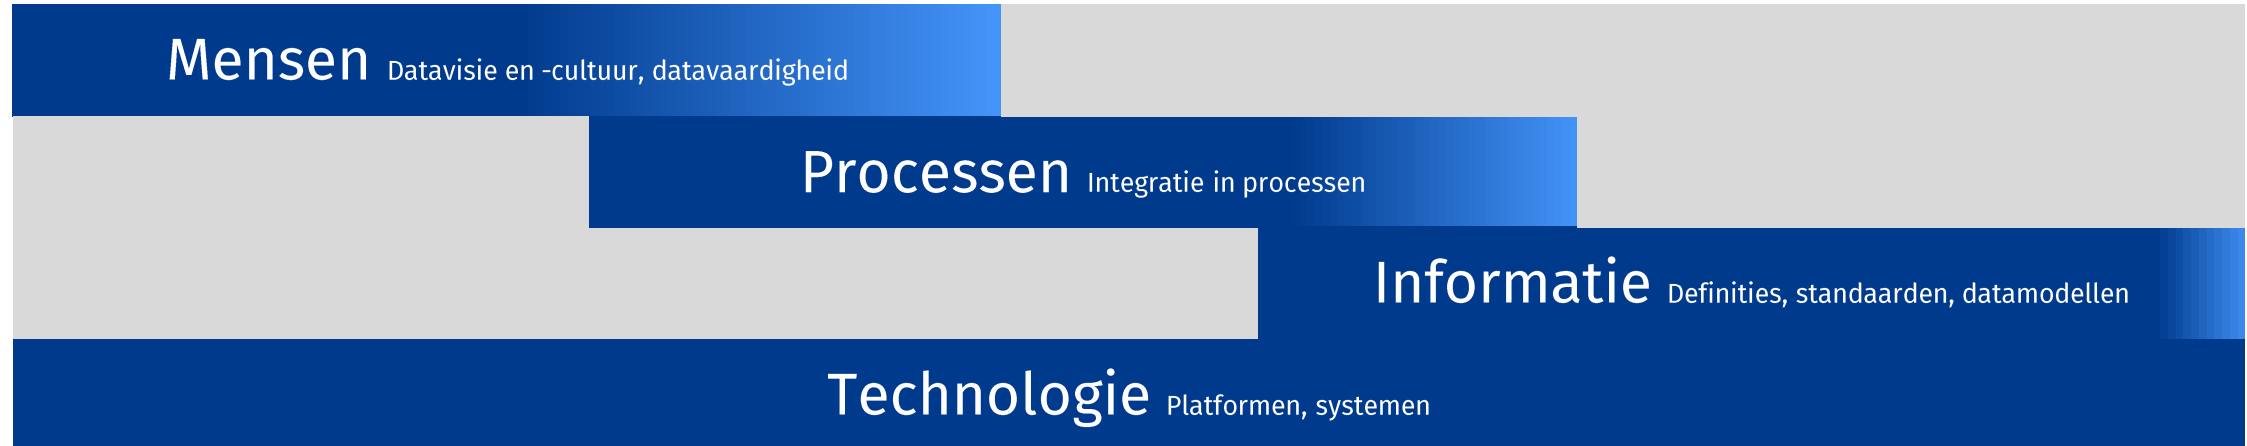 Mensen Datavisie en -cultuur, datavaardigheid
Processen Integratie in processen
Informatie Definities, standaarden, datamodellen
Technologie Platformen, systemen